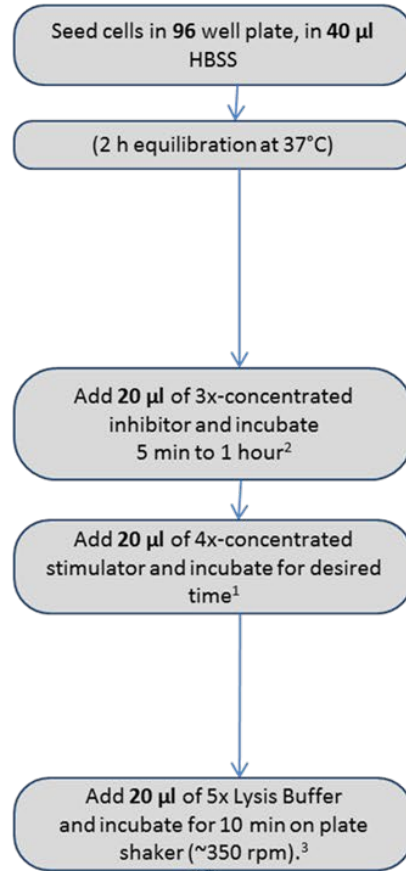 Seed cells in 96 well plate, in 40 µl
HBSS
(2 h equilibration at 37°C)
Add 20 µl of 3x-concentrated
inhibitor and incubate
5 min to 1 hour²
Add 20 µl of 4x-concentrated
stimulator and incubate for desired
time¹
Add 20 µl of 5x Lysis Buffer
and incubate for 10 min on plate
shaker (~350 rpm).³